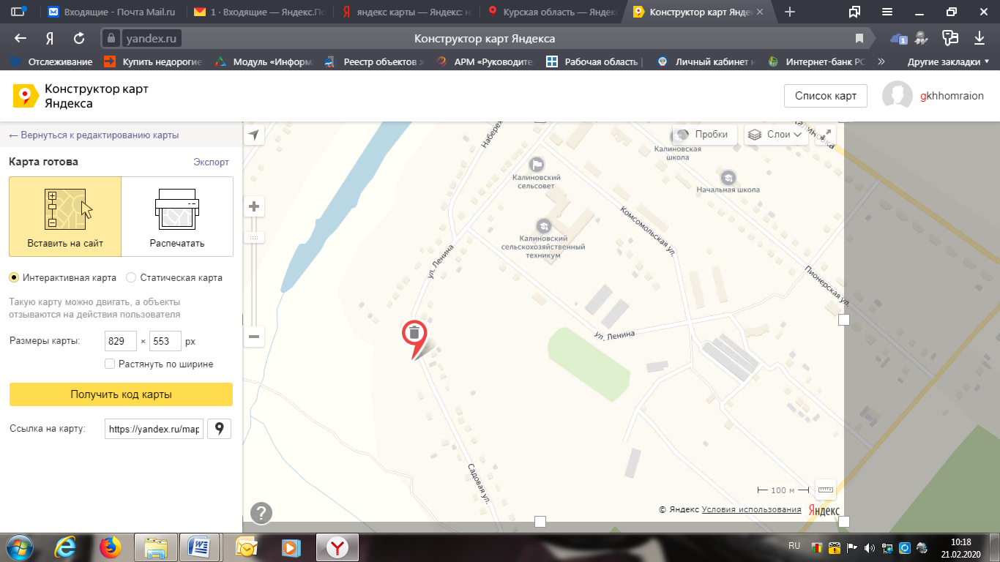 Входящие - Почта Mail.ru
1 · Входящие — Яндекс.По
яндекс карты — Яндекс: н
Курская область — Яндекс
Конструктор карт Яндек
yandex.ru
Конструктор карт Яндекса
1
Отслеживание
Купить недорогие
Модуль «Информ
Реестр объектов ж
АРМ «Руководител
Рабочая область |
Личный кабинет н
Интернет-банк РС
Другие закладки
Конструктор карт
Яндекса
Список карт
gkhhomraion
← Вернуться к редактированию карты
Карта готова
Экспорт
Вставить на сайт
Распечатать
Интерактивная карта
Статическая карта
Такую карту можно двигать, а объекты
отзываются на действия пользователя
Размеры карты:
829 × 553 px
Растянуть по ширине
Получить код карты
Ссылка на карту:
https://yandex.ru/map
?
Пробки
Слои
Набереж
Калиновка
Калиновская
школа
Калиновский
сельсовет
Начальная школа
Комсомольская ул.
Калиновский
сельскохозяйственный
техникум
ул. Ленина
Пионерская ул.
ул. Ленина
Садовая ул.
100 м
© Яндекс Условия использования
Яндекс
RU
10:18
21.02.2020